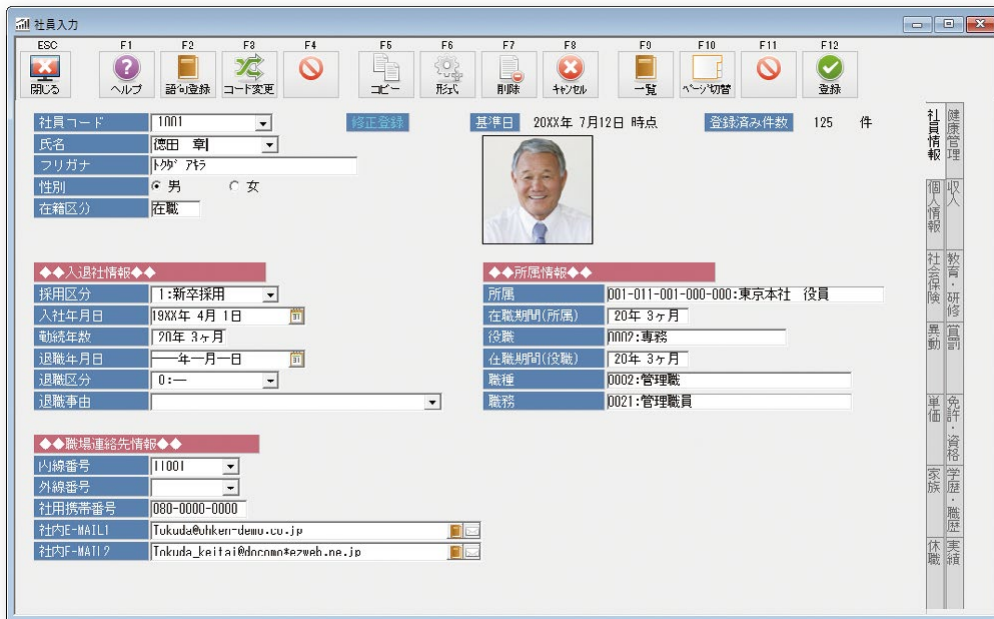 社員入力
ESC F1 F2 F3 F4 F5 F6 F7 F8 F9 F10 F11 F12
閉じる ヘルプ 語句登録 コード変更 コピー 形式 削除 キャンセル 一覧 ページ切替 登録
社員コード 1001 修正登録 基準日 20XX年 7月12日 時点 登録済み件数 125 件
氏名 徳田 章
フリガナ トクダ アキラ
性別 男 女
在籍区分 在職
◆◆入退社情報◆◆
採用区分 1:新卒採用
入社年月日 19XX年 4月 1日
勤続年数 20年 3ヶ月
退職年月日 ──年─月─日
退職区分 0:─
退職事由
◆◆所属情報◆◆
所属 001-011-001-000-000:東京本社 役員
在職期間(所属) 20年 3ヶ月
役職 0002:専務
在職期間(役職) 20年 3ヶ月
職種 0002:管理職
職務 0021:管理職員
◆◆職場連絡先情報◆◆
内線番号 11001
外線番号
社用携帯番号 080-0000-0000
社内E-MAIL1 Tokuda@ohken-demo.co.jp
社内E-MAIL2 Tokuda_keitai@docomo*ezweb.ne.jp
社員情報
個人情報
社会保険
異動
単価
家族
休職
健康管理
収入
教育・研修
賞罰
免許・資格
学歴・職歴
実績